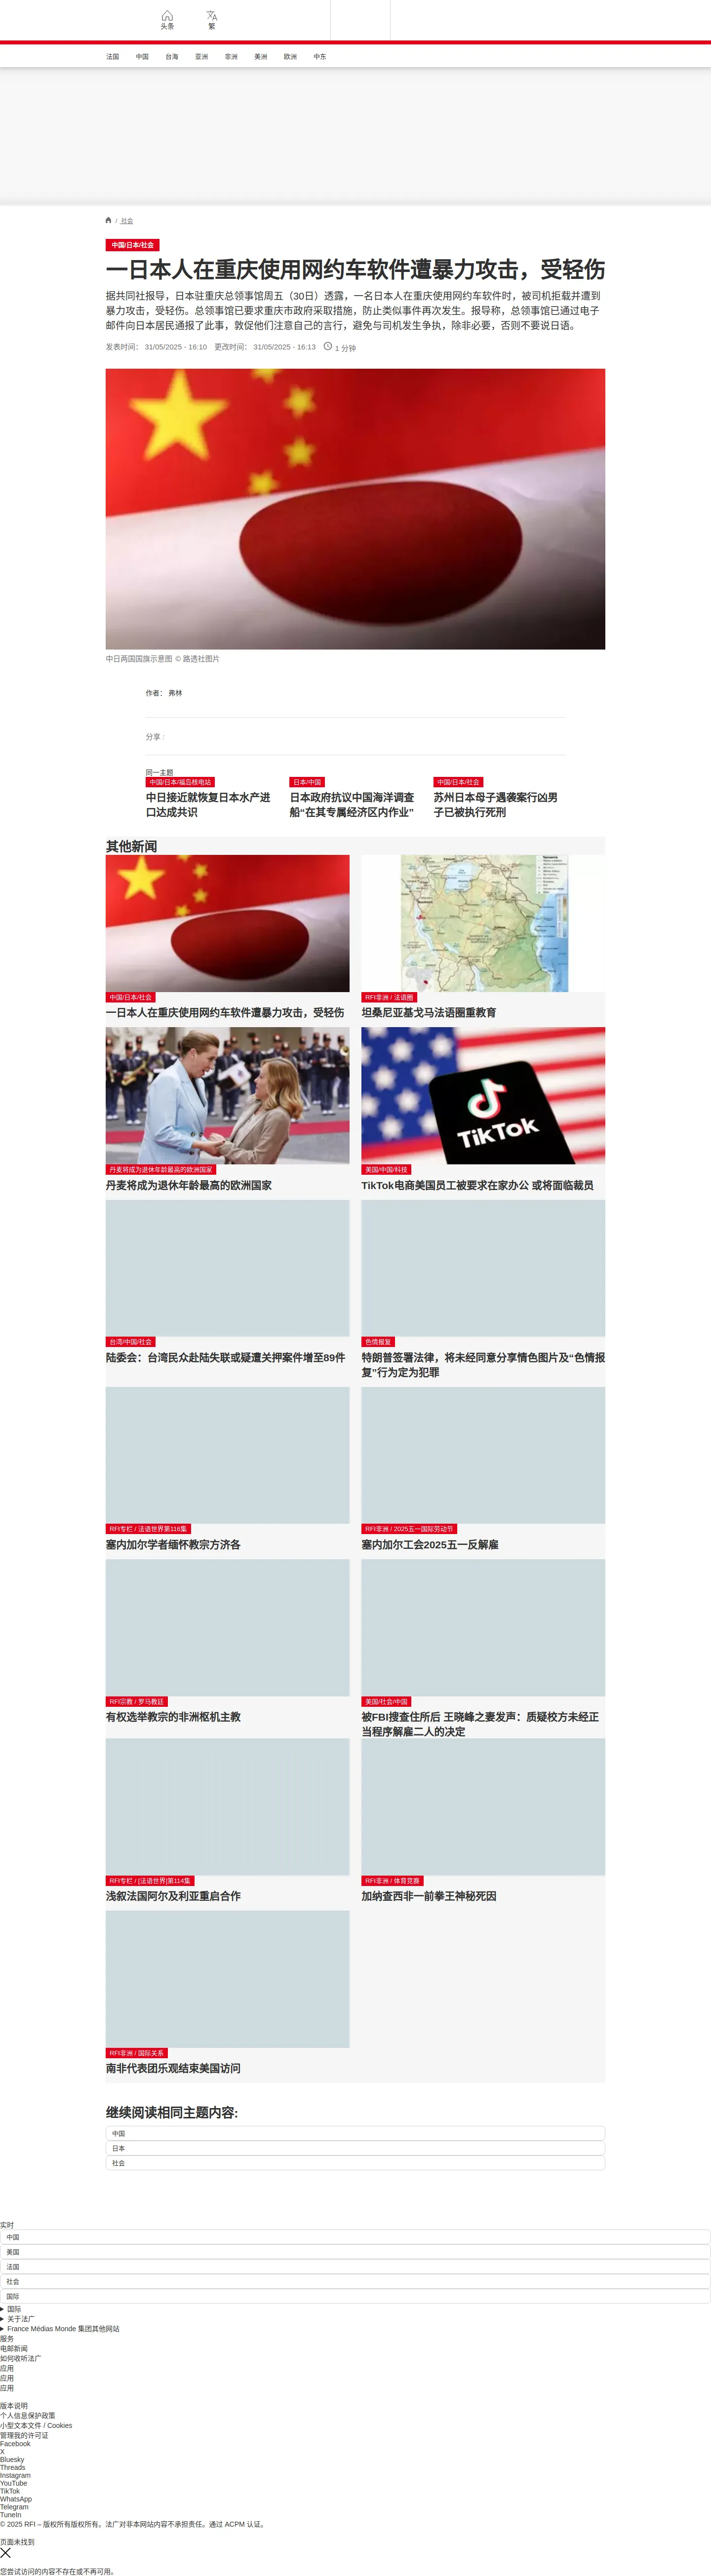 头条
繁
法国
中国
台海
亚洲
非洲
美洲
欧洲
中东
/ 社会
中国/日本/社会
一日本人在重庆使用网约车软件遭暴力攻击，受轻伤
据共同社报导，日本驻重庆总领事馆周五（30日）透露，一名日本人在重庆使用网约车软件时，被司机拒载并遭到
暴力攻击，受轻伤。总领事馆已要求重庆市政府采取措施，防止类似事件再次发生。报导称，总领事馆已通过电子
邮件向日本居民通报了此事，敦促他们注意自己的言行，避免与司机发生争执，除非必要，否则不要说日语。
发表时间： 31/05/2025 - 16:10 更改时间： 31/05/2025 - 16:13 1 分钟
中日两国国旗示意图 © 路透社图片
作者： 弗林
分享 :
同一主题
中国/日本/福岛核电站
中日接近就恢复日本水产进
口达成共识
日本/中国
日本政府抗议中国海洋调查
船“在其专属经济区内作业”
中国/日本/社会
苏州日本母子遇袭案行凶男
子已被执行死刑
其他新闻
中国/日本/社会
一日本人在重庆使用网约车软件遭暴力攻击，受轻伤
RFI非洲 / 法语圈
坦桑尼亚基戈马法语圈重教育
丹麦将成为退休年龄最高的欧洲国家
丹麦将成为退休年龄最高的欧洲国家
TikTok
美国/中国/科技
TikTok电商美国员工被要求在家办公 或将面临裁员
台湾/中国/社会
陆委会：台湾民众赴陆失联或疑遭关押案件增至89件
色情报复
特朗普签署法律，将未经同意分享情色图片及“色情报
复”行为定为犯罪
RFI专栏 / 法语世界第116集
塞内加尔学者缅怀教宗方济各
RFI非洲 / 2025五一国际劳动节
塞内加尔工会2025五一反解雇
RFI宗教 / 罗马教廷
有权选举教宗的非洲枢机主教
美国/社会/中国
被FBI搜查住所后 王晓峰之妻发声：质疑校方未经正
当程序解雇二人的决定
RFI专栏 / [法语世界]第114集
浅叙法国阿尔及利亚重启合作
RFI非洲 / 体育竞赛
加纳查西非一前拳王神秘死因
RFI非洲 / 国际关系
南非代表团乐观结束美国访问
继续阅读相同主题内容:
中国
日本
社会
实时
中国
美国
法国
社会
国际
国际
关于法广
France Médias Monde 集团其他网站
服务
电邮新闻
如何收听法广
应用
应用
应用
版本说明
个人信息保护政策
小型文本文件 / Cookies
管理我的许可证
Facebook
X
Bluesky
Threads
Instagram
YouTube
TikTok
WhatsApp
Telegram
TuneIn
© 2025 RFI – 版权所有版权所有。法广对非本网站内容不承担责任。通过 ACPM 认证。
页面未找到
您尝试访问的内容不存在或不再可用。